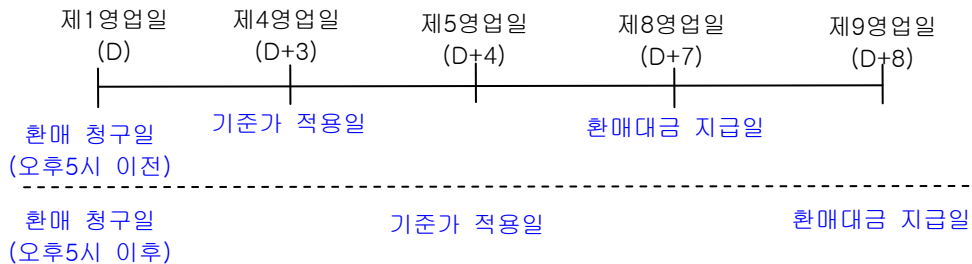 제1영업일 제4영업일 제5영업일 제8영업일 제9영업일
(D) (D+3) (D+4) (D+7) (D+8)
환매 청구일 기준가 적용일 환매대금 지급일
(오후5시 이전)
환매 청구일 기준가 적용일 환매대금 지급일
(오후5시 이후)